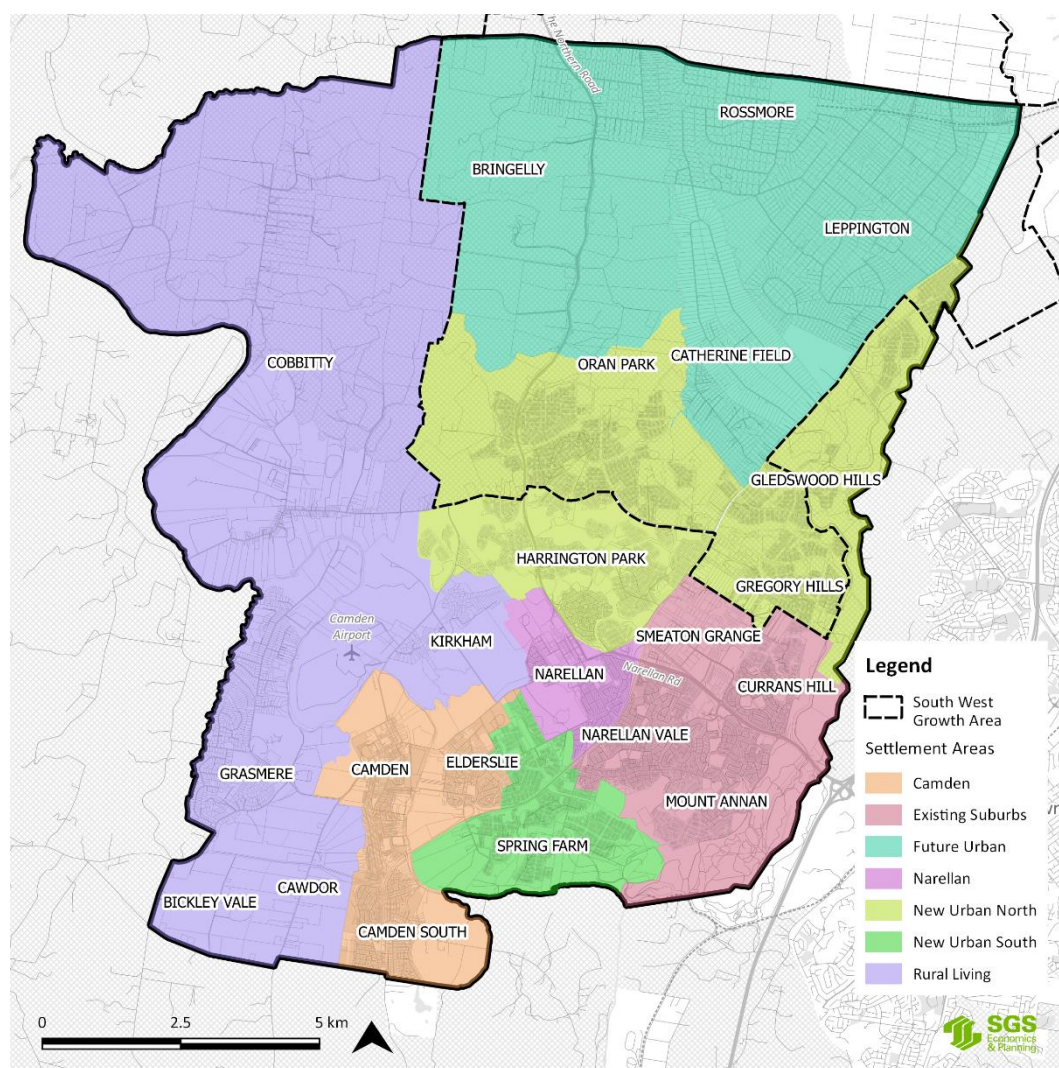 The Northern Road
ROSSMORE
BRINGELLY
LEPPINGTON
COBBITTY
ORAN PARK
CATHERINE FIELD
GLEDSWOOD HILLS
HARRINGTON PARK
GREGORY HILLS
Camden
Airport
KIRKHAM
SMEATON GRANGE
NARELLAN
Narellan Rd
CURRANS HILL
NARELLAN VALE
GRASMERE
CAMDEN
ELDERSLIE
MOUNT ANNAN
SPRING FARM
CAWDOR
BICKLEY VALE
CAMDEN SOUTH
Legend
South West
Growth Area
Settlement Areas
Camden
Existing Suburbs
Future Urban
Narellan
New Urban North
New Urban South
Rural Living
0 2.5 5 km
SGS
Economics
& Planning